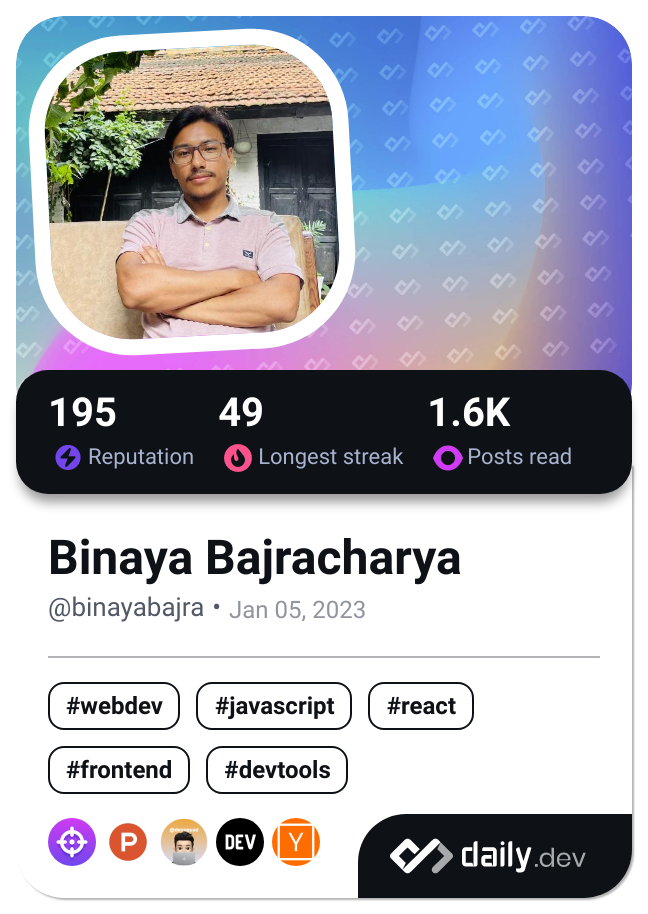 195 49 1.6K
Reputation Longest streak Posts read
Binaya Bajracharya
@binayabajra • Jan 05, 2023
#webdev #javascript #react
#frontend #devtools
P DEV Y
daily.dev